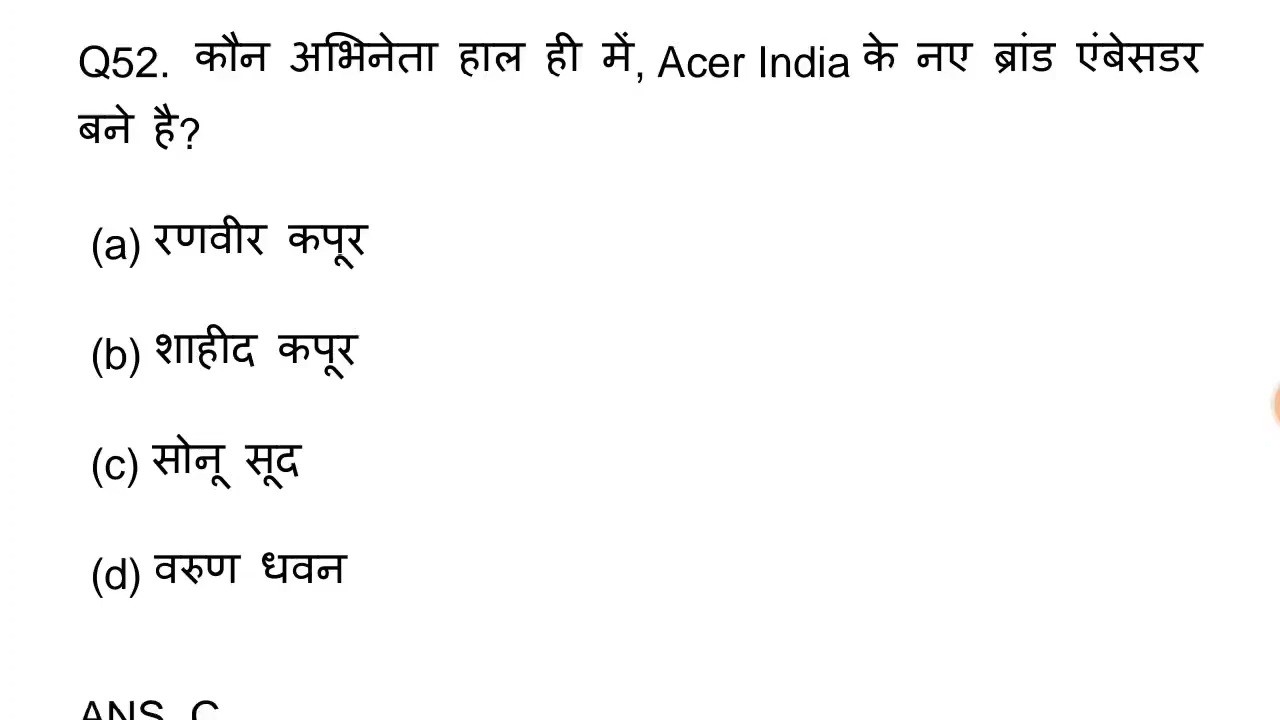 Q52. कौन अभिनेता हाल ही में, Acer India के नए ब्रांड एंबेसडर
बने है?
(a) रणवीर कपूर
(b) शाहीद कपूर
(c) सोनू सूद
(d) वरुण धवन
ANS. C